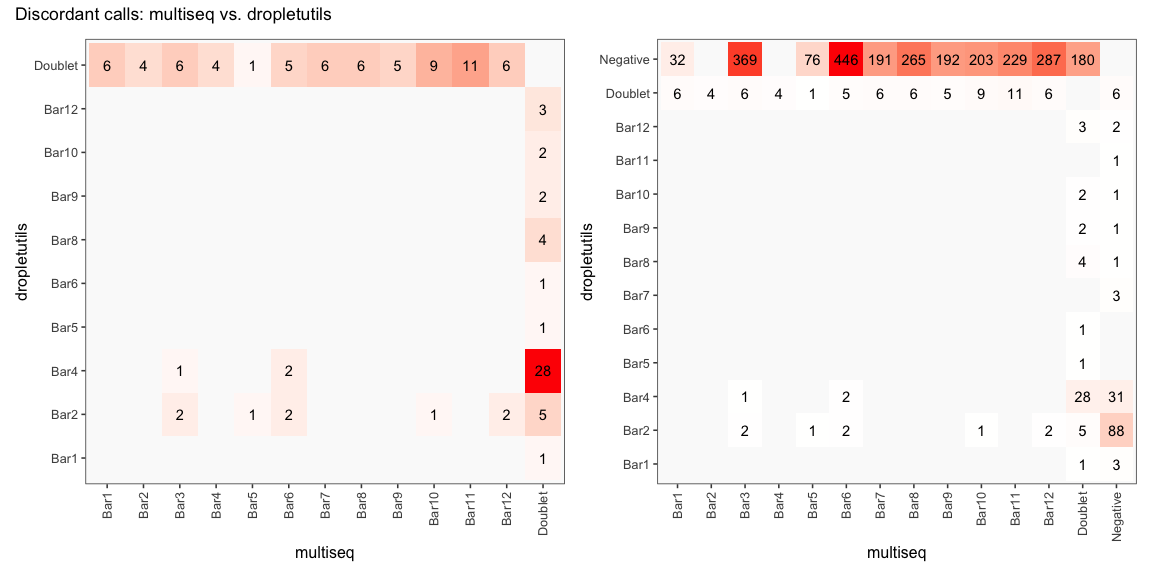 Discordant calls: multiseq vs. dropletutils
dropletutils
Doublet 6 4 6 4 1 5 6 6 5 9 11 6
Bar12 3
Bar10 2
Bar9 2
Bar8 4
Bar6 1
Bar5 1
Bar4 1 2 28
Bar2 2 1 2 1 2 5
Bar1 1
Bar1 Bar2 Bar3 Bar4 Bar5 Bar6 Bar7 Bar8 Bar9 Bar10 Bar11 Bar12 Doublet
multiseq
dropletutils
Negative 32 369 76 446 191 265 192 203 229 287 180
Doublet 6 4 6 4 1 5 6 6 5 9 11 6 6
Bar12 3 2
Bar11 1
Bar10 2 1
Bar9 2 1
Bar8 4 1
Bar7 3
Bar6 1
Bar5 1
Bar4 1 2 28 31
Bar2 2 1 2 1 2 5 88
Bar1 1 3
Bar1 Bar2 Bar3 Bar4 Bar5 Bar6 Bar7 Bar8 Bar9 Bar10 Bar11 Bar12 Doublet Negative
multiseq